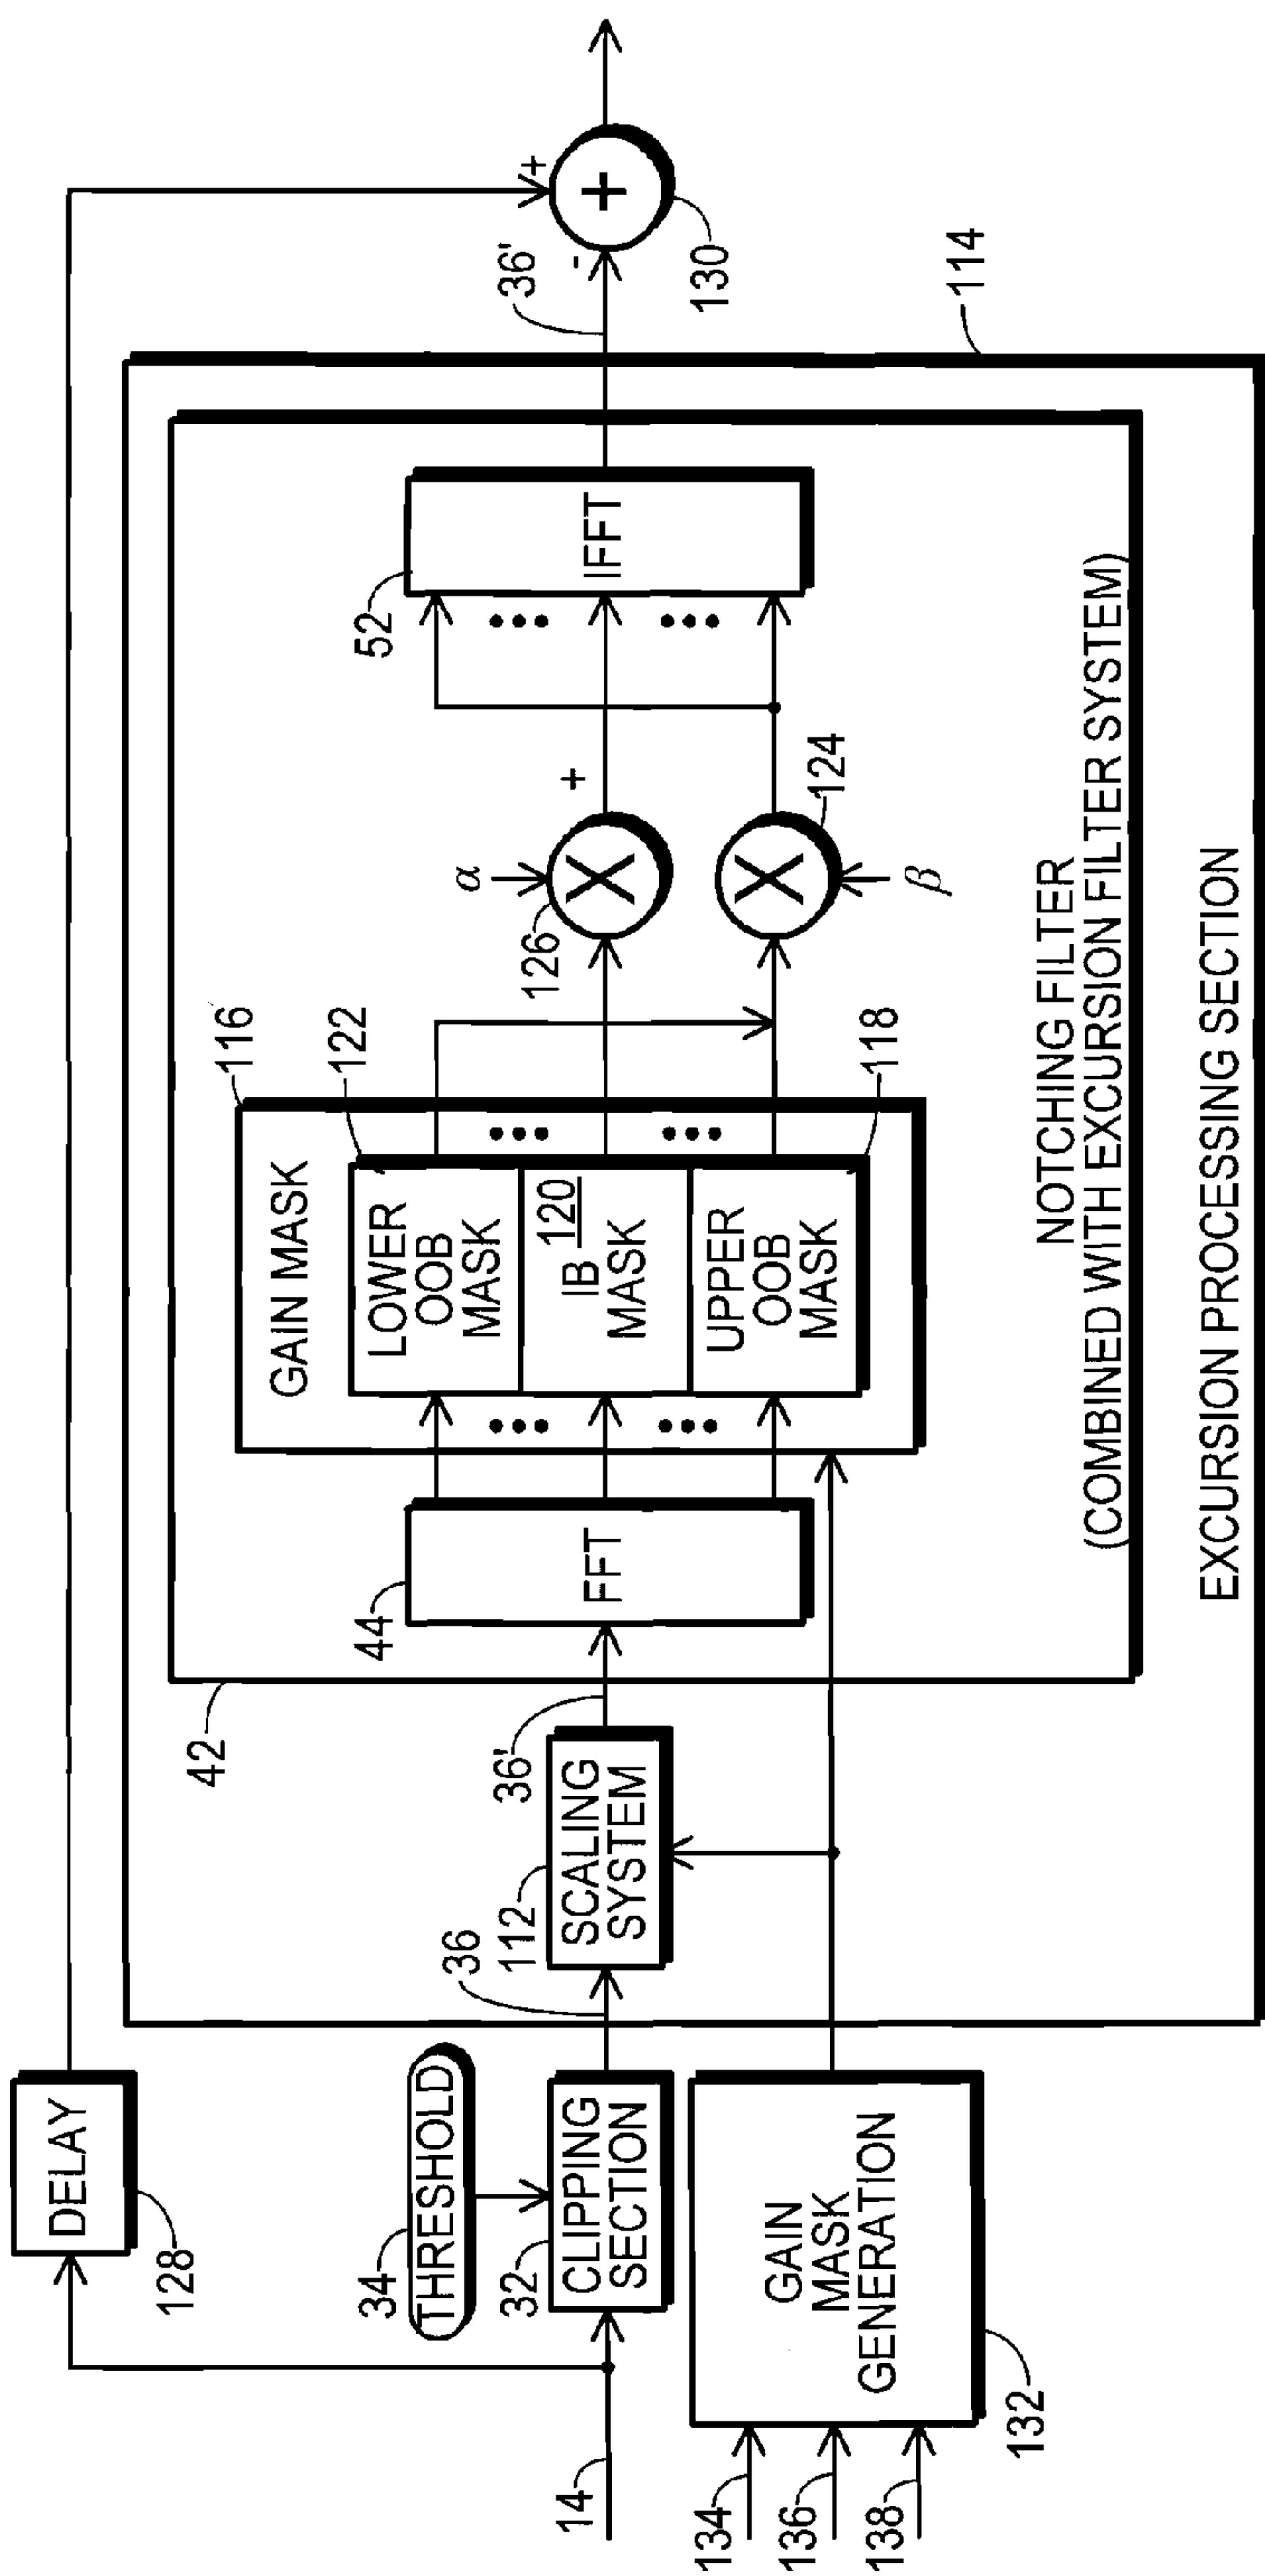 14
DELAY
128
34
THRESHOLD
32
CLIPPING
SECTION
36
134
136
138
GAIN
MASK
GENERATION
132
112
SCALING
SYSTEM
36'
42
44
FFT
116
GAIN MASK
122
LOWER
OOB
MASK
IB 120
MASK
UPPER
OOB
MASK
118
α
126
X
+
X
124
β
52
IFFT
NOTCHING FILTER
(COMBINED WITH EXCURSION FILTER SYSTEM)
EXCURSION PROCESSING SECTION
114
36'
-
+
+
130